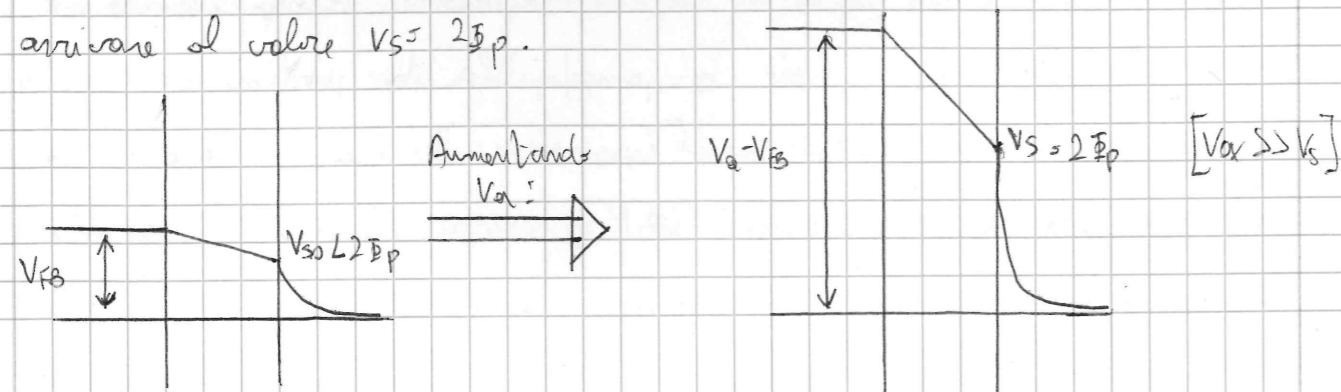 arrivare al valore VS = 2Φp.
Aumentando
Va :
Va - VFB
VS = 2Φp
[Vox >> Vs]
VS0 < 2Φp
VFB